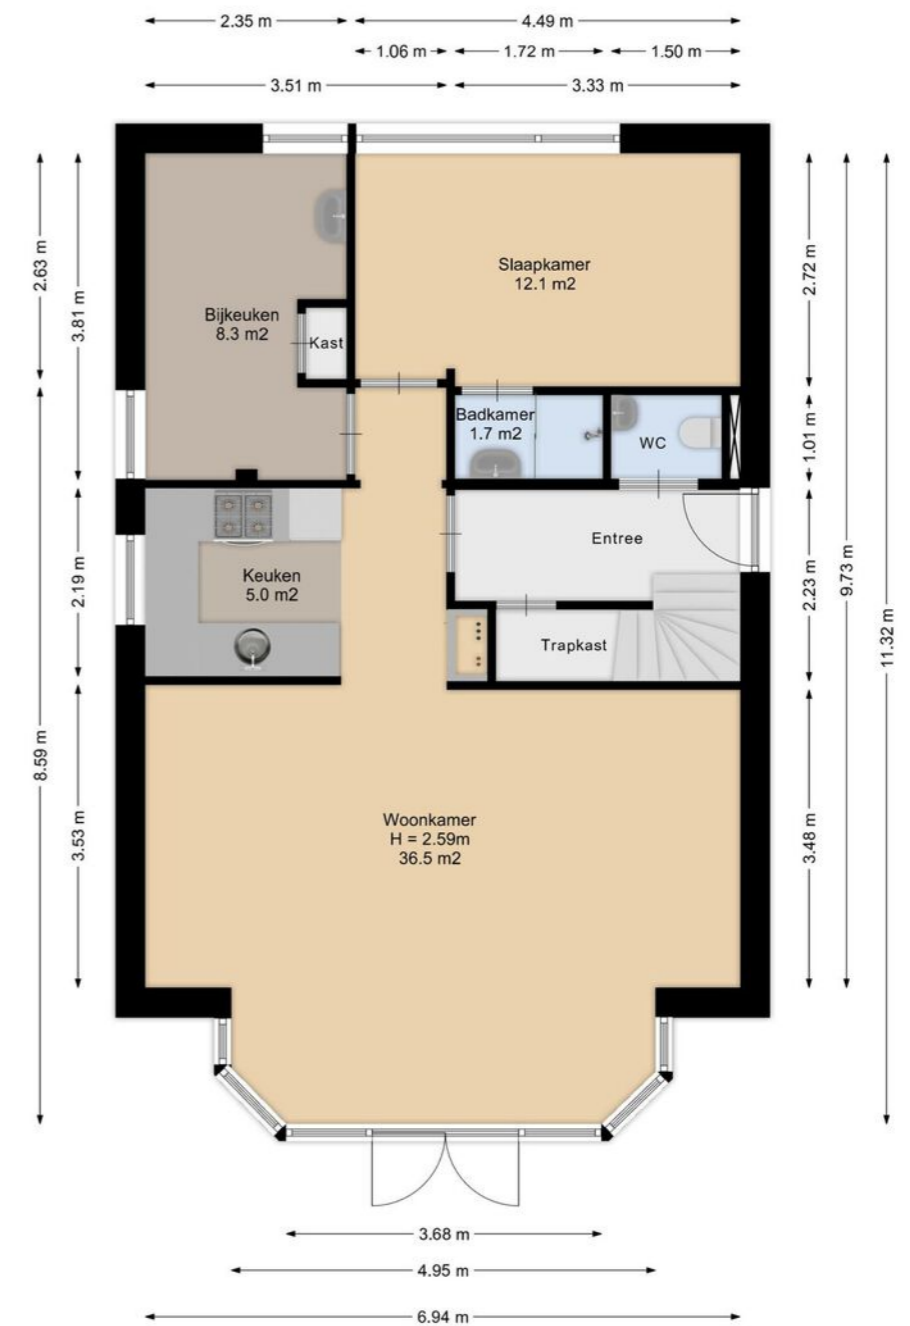 2.35 m
4.49 m
1.06 m
1.72 m
1.50 m
3.51 m
3.33 m
2.63 m
3.81 m
2.72 m
Slaapkamer
12.1 m2
Bijkeuken
8.3 m2
Kast
Badkamer
1.7 m2
WC
1.01 m
Entree
Keuken
5.0 m2
2.19 m
2.23 m
9.73 m
11.32 m
Trapkast
8.59 m
3.53 m
Woonkamer
H = 2.59m
36.5 m2
3.48 m
3.68 m
4.95 m
6.94 m